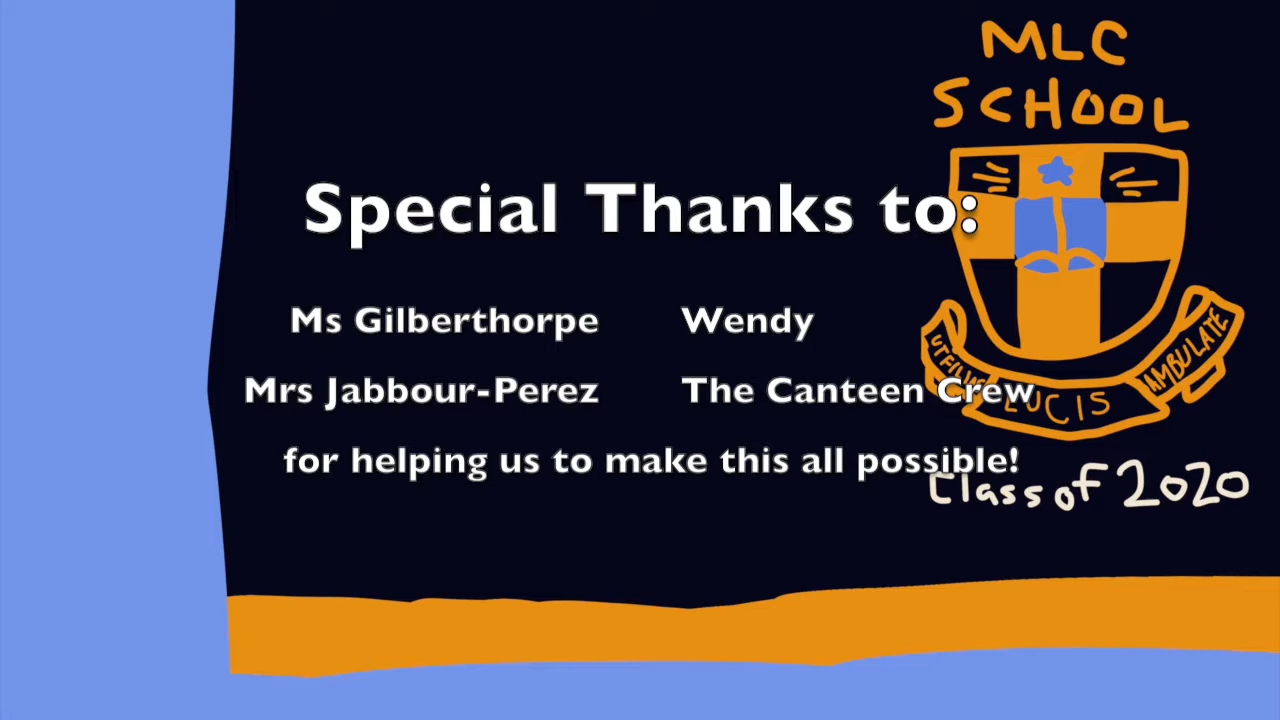 MLC
SCHOOL
Special Thanks to:
Ms Gilberthorpe Wendy
Mrs Jabbour-Perez The Canteen Crew
for helping us to make this all possible!
LUCIS
AMBULATE
Class of 2020